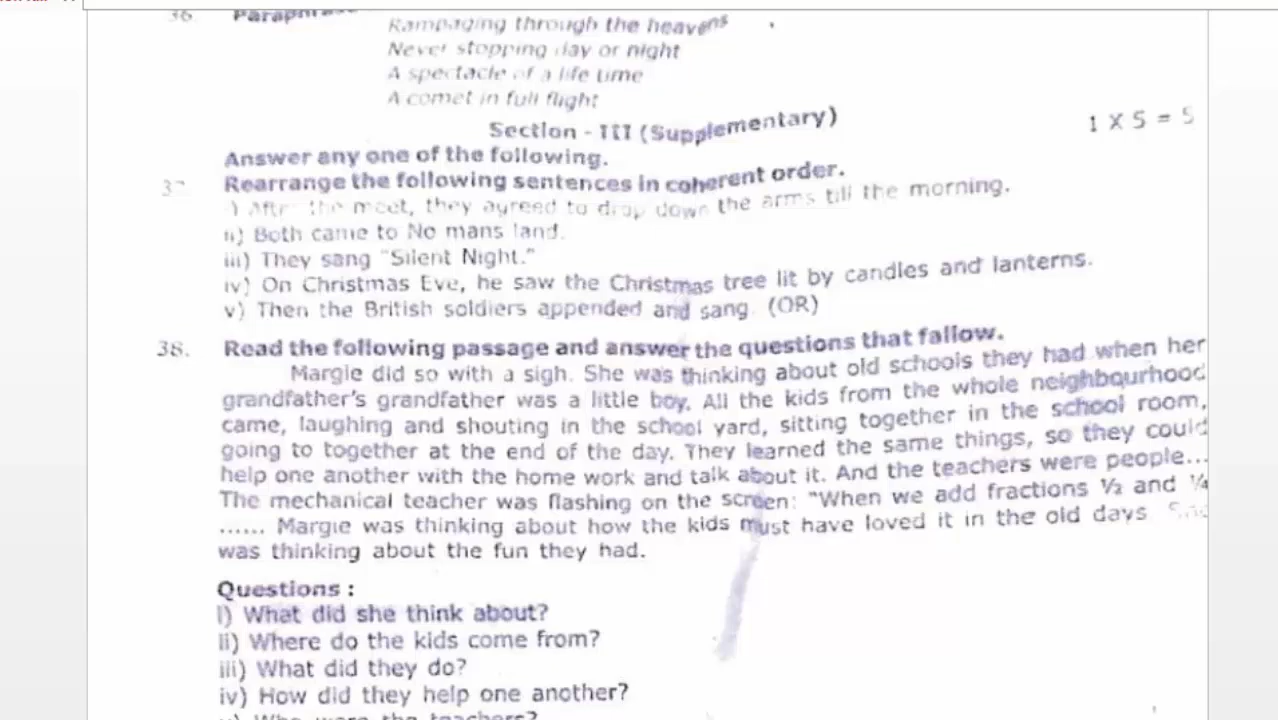 36.
Rampaging through the heavens
Never stopping day or night
A spectacle of a life time
A comet in full flight
Section - III (Supplementary)
1 X 5 = 5
Answer any one of the following.
37 Rearrange the following sentences in coherent order.
i) After the meet, they agreed to drop down the arms till the morning.
ii) Both came to No mans land.
iii) They sang "Silent Night."
iv) On Christmas Eve, he saw the Christmas tree lit by candles and lanterns.
v) Then the British soldiers appended and sang. (OR)
38. Read the following passage and answer the questions that fallow.
Margie did so with a sigh. She was thinking about old schools they had when her
grandfather's grandfather was a little boy. All the kids from the whole neighbourhood
came, laughing and shouting in the school yard, sitting together in the school room,
going to together at the end of the day. They learned the same things, so they could
help one another with the home work and talk about it. And the teachers were people...
The mechanical teacher was flashing on the screen: "When we add fractions ½ and ¼
...... Margie was thinking about how the kids must have loved it in the old days She
was thinking about the fun they had.
Questions :
i) What did she think about?
ii) Where do the kids come from?
iii) What did they do?
iv) How did they help one another?
v) Who were the teachers?